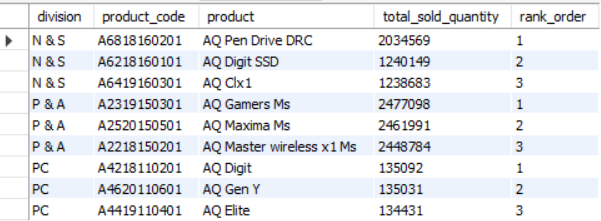 division product_code product total_sold_quantity rank_order
N & S A6818160201 AQ Pen Drive DRC 2034569 1
N & S A6218160101 AQ Digit SSD 1240149 2
N & S A6419160301 AQ Clx1 1238683 3
P & A A2319150301 AQ Gamers Ms 2477098 1
P & A A2520150501 AQ Maxima Ms 2461991 2
P & A A2218150201 AQ Master wireless x1 Ms 2448784 3
PC A4218110201 AQ Digit 135092 1
PC A4620110601 AQ Gen Y 135031 2
PC A4419110401 AQ Elite 134431 3